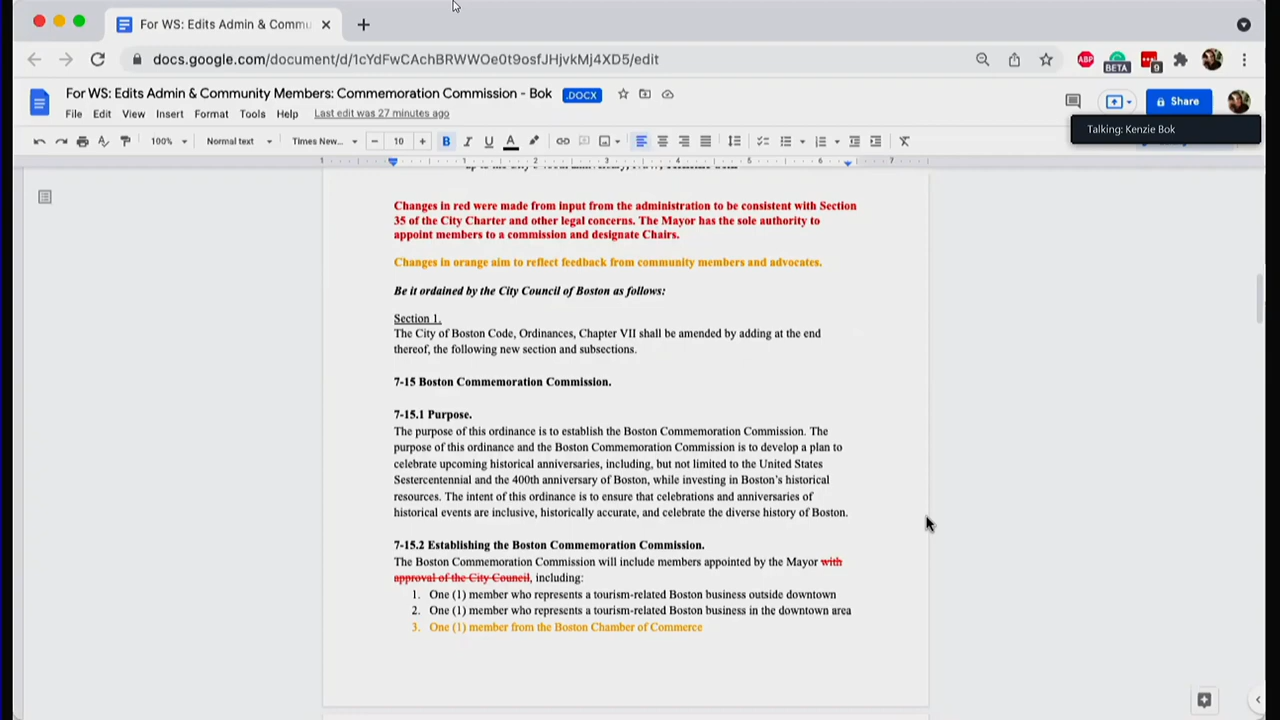 For WS: Edits Admin & Commu
docs.google.com/document/d/1cYdFwCAchBRWWOe0t9osfJHjvkMj4XD5/edit
ABP
BETA
9
For WS: Edits Admin & Community Members: Commemoration Commission - Bok
.DOCX
File Edit View Insert Format Tools Help Last edit was 27 minutes ago
Share
Talking: Kenzie Bok
100% Normal text Times New... 10 B I U A
1 1 2 3 4 5 6 7
Changes in red were made from input from the administration to be consistent with Section
35 of the City Charter and other legal concerns. The Mayor has the sole authority to
appoint members to a commission and designate Chairs.
Changes in orange aim to reflect feedback from community members and advocates.
Be it ordained by the City Council of Boston as follows:
Section 1.
The City of Boston Code, Ordinances, Chapter VII shall be amended by adding at the end
thereof, the following new section and subsections.
7-15 Boston Commemoration Commission.
7-15.1 Purpose.
The purpose of this ordinance is to establish the Boston Commemoration Commission. The
purpose of this ordinance and the Boston Commemoration Commission is to develop a plan to
celebrate upcoming historical anniversaries, including, but not limited to the United States
Sestercentennial and the 400th anniversary of Boston, while investing in Boston's historical
resources. The intent of this ordinance is to ensure that celebrations and anniversaries of
historical events are inclusive, historically accurate, and celebrate the diverse history of Boston.
7-15.2 Establishing the Boston Commemoration Commission.
The Boston Commemoration Commission will include members appointed by the Mayor with
approval of the City Council, including:
1. One (1) member who represents a tourism-related Boston business outside downtown
2. One (1) member who represents a tourism-related Boston business in the downtown area
3. One (1) member from the Boston Chamber of Commerce